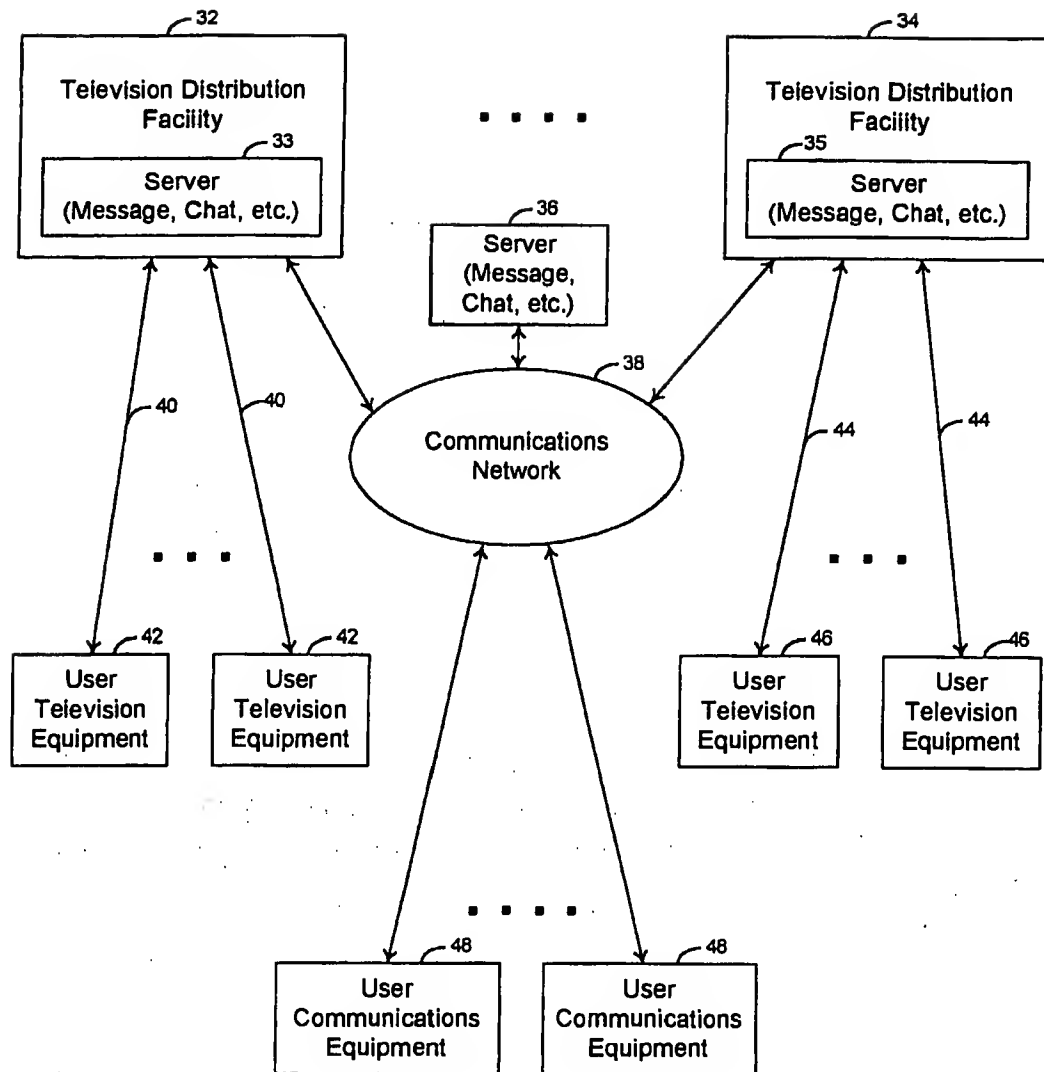 32
34
Television Distribution
Facility
33
Server
(Message, Chat, etc.)
Television Distribution
Facility
35
Server
(Message, Chat, etc.)
36
Server
(Message,
Chat, etc.)
38
Communications
Network
40
40
44
44
42
User
Television
Equipment
42
User
Television
Equipment
46
User
Television
Equipment
46
User
Television
Equipment
48
User
Communications
Equipment
48
User
Communications
Equipment